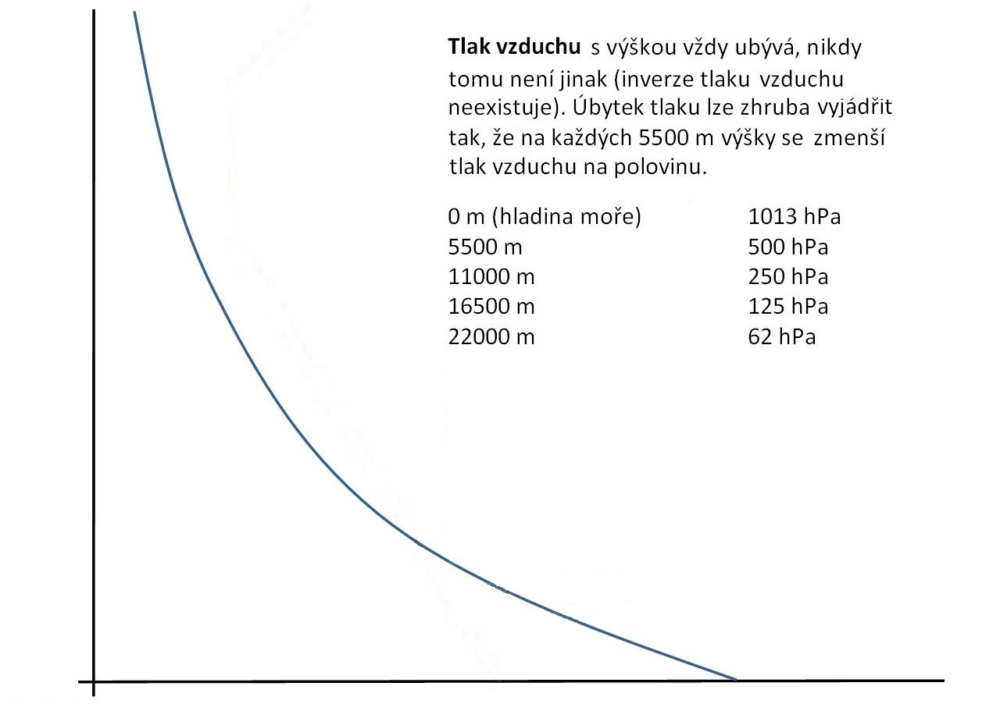 Tlak vzduchu s výškou vždy ubývá, nikdy
tomu není jinak (inverze tlaku vzduchu
neexistuje). Úbytek tlaku lze zhruba vyjádřit
tak, že na každých 5500 m výšky se zmenší
tlak vzduchu na polovinu.
0 m (hladina moře) 1013 hPa
5500 m 500 hPa
11000 m 250 hPa
16500 m 125 hPa
22000 m 62 hPa